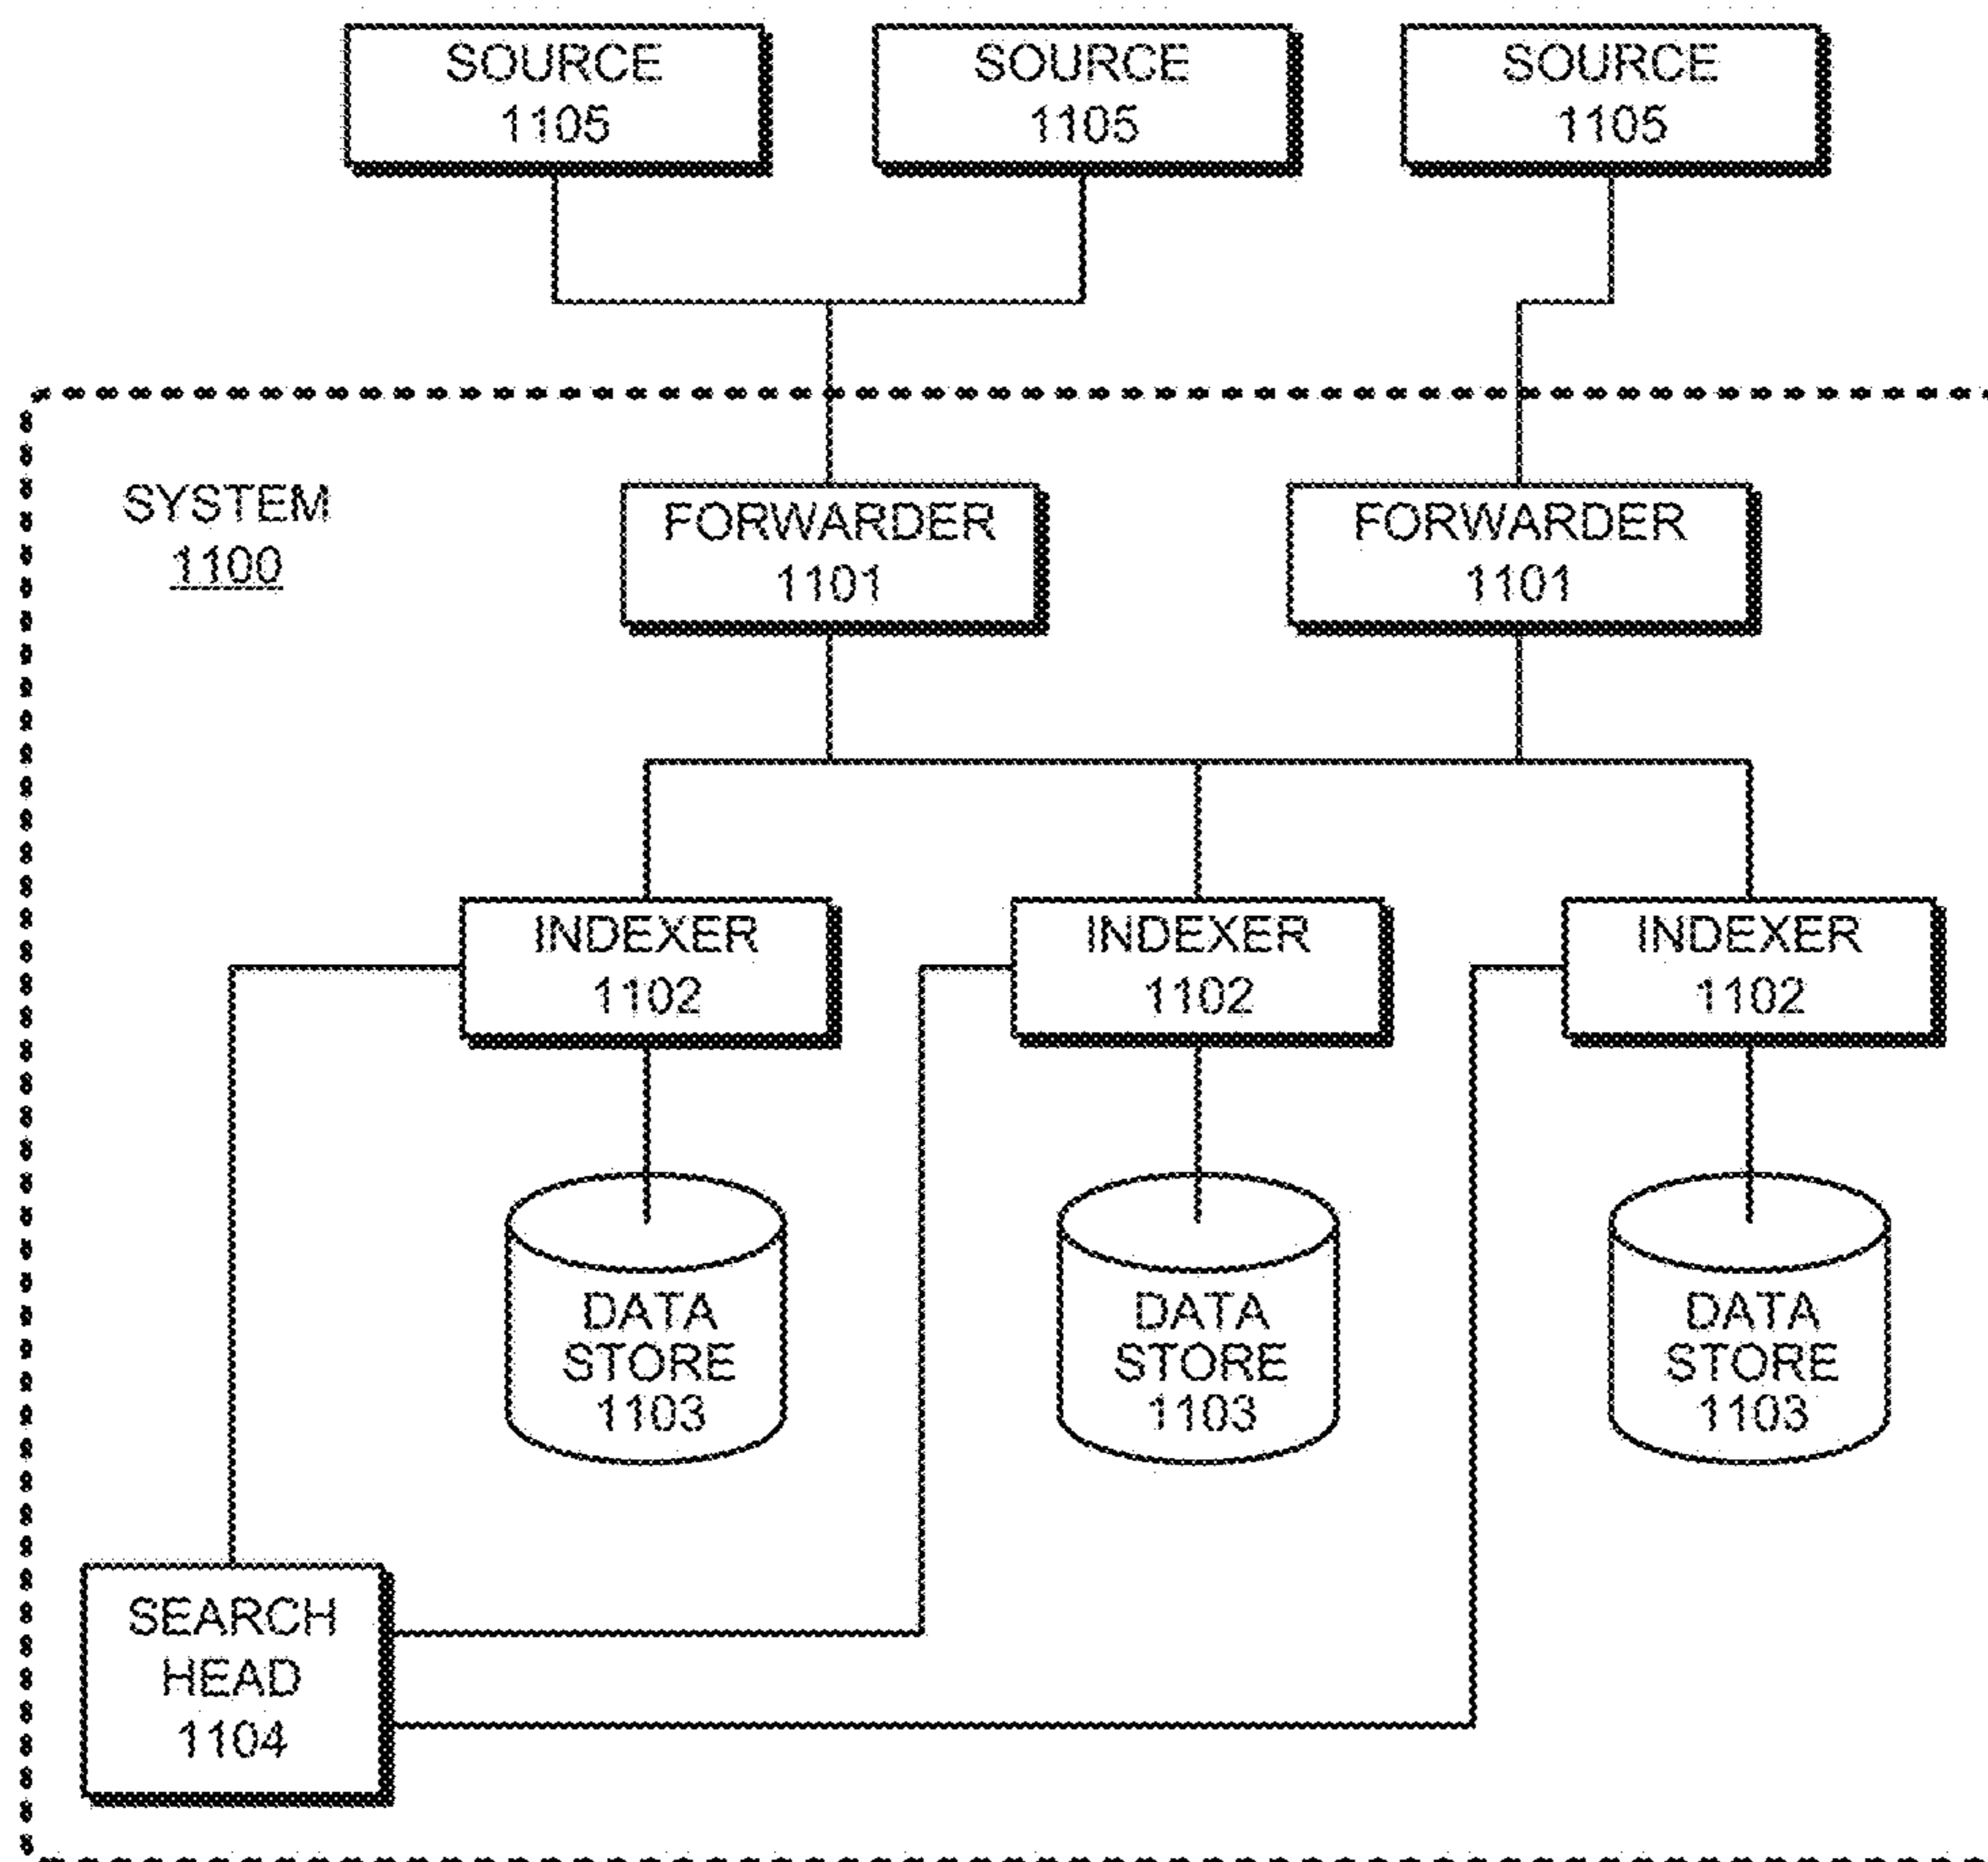 SOURCE
1105
SOURCE
1105
SOURCE
1105
SYSTEM
1100
FORWARDER
1101
FORWARDER
1101
INDEXER
1102
INDEXER
1102
INDEXER
1102
DATA
STORE
1103
DATA
STORE
1103
DATA
STORE
1103
SEARCH
HEAD
1104